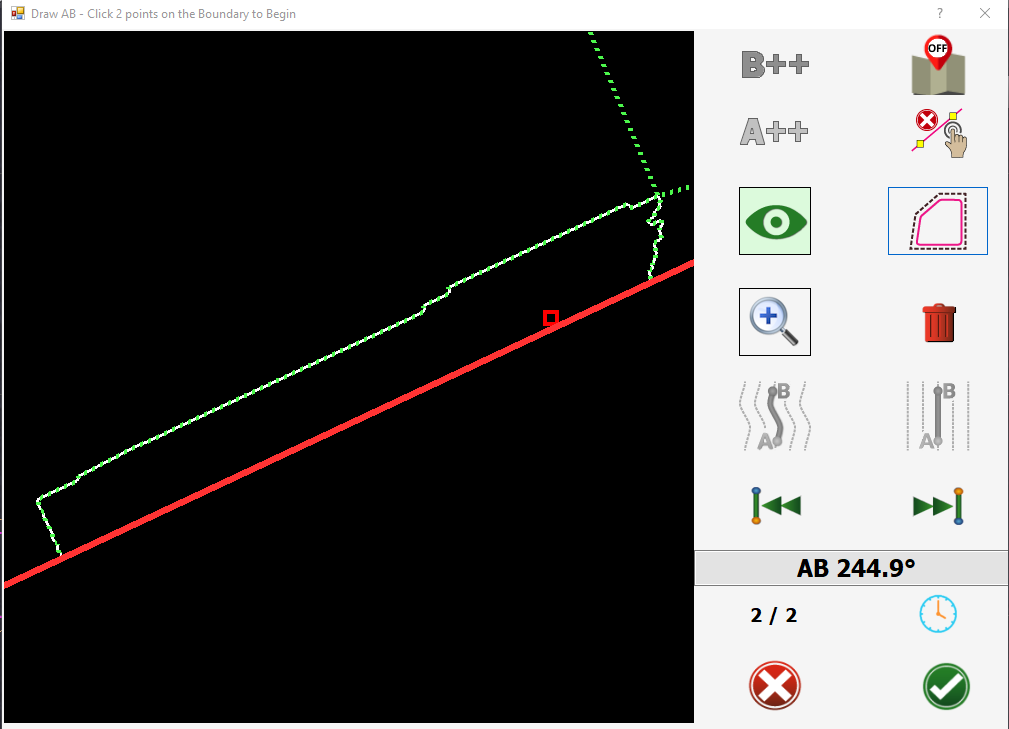 Draw AB - Click 2 points on the Boundary to Begin
?
B++
OFF
A++
B
A
B
A
AB 244.9°
2 / 2